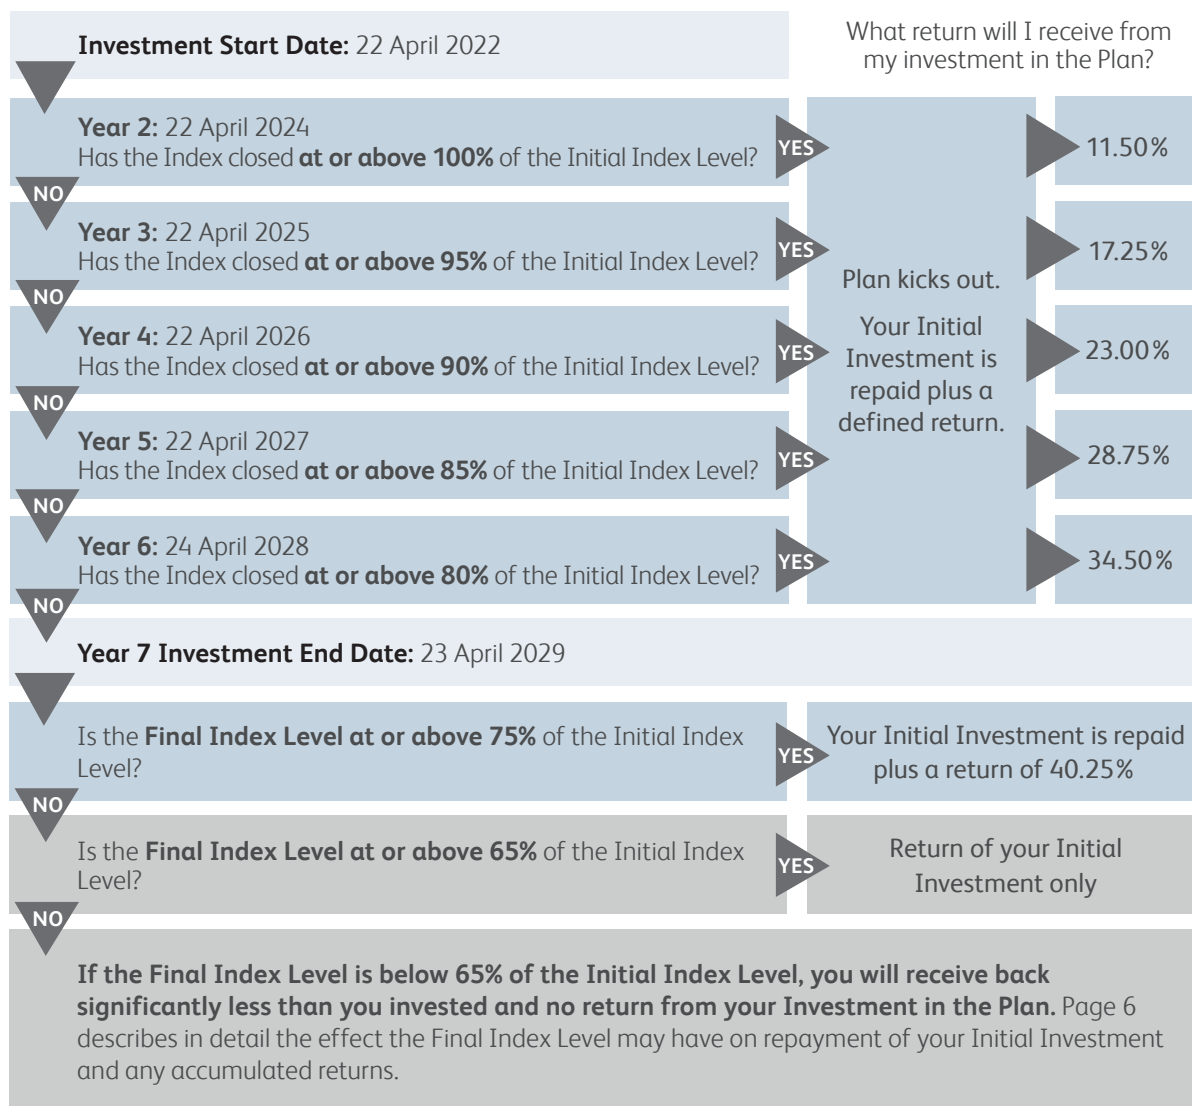 Investment Start Date: 22 April 2022
What return will I receive from
my investment in the Plan?
Year 2: 22 April 2024
Has the Index closed at or above 100% of the Initial Index Level?
YES
11.50%
NO
Year 3: 22 April 2025
Has the Index closed at or above 95% of the Initial Index Level?
YES
17.25%
NO
Year 4: 22 April 2026
Has the Index closed at or above 90% of the Initial Index Level?
YES
23.00%
NO
Year 5: 22 April 2027
Has the Index closed at or above 85% of the Initial Index Level?
YES
28.75%
NO
Year 6: 24 April 2028
Has the Index closed at or above 80% of the Initial Index Level?
YES
34.50%
Plan kicks out.
Your Initial
Investment is
repaid plus a
defined return.
NO
Year 7 Investment End Date: 23 April 2029
Is the Final Index Level at or above 75% of the Initial Index
Level?
YES
Your Initial Investment is repaid
plus a return of 40.25%
NO
Is the Final Index Level at or above 65% of the Initial Index
Level?
YES
Return of your Initial
Investment only
NO
If the Final Index Level is below 65% of the Initial Index Level, you will receive back
significantly less than you invested and no return from your Investment in the Plan. Page 6
describes in detail the effect the Final Index Level may have on repayment of your Initial Investment
and any accumulated returns.